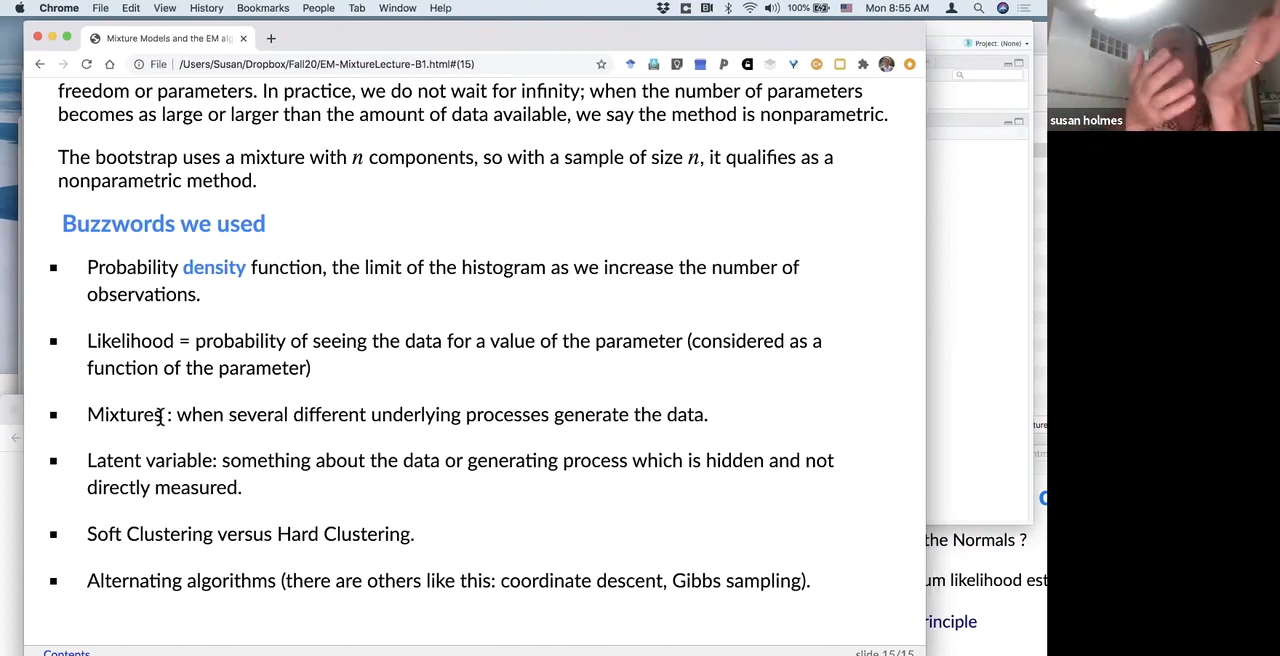 Chrome File Edit View History Bookmarks People Tab Window Help 100% Mon 8:55 AM
Mixture Models and the EM alg
Project: (None)
File /Users/Susan/Dropbox/Fall20/EM-MixtureLecture-B1.html#(15)
freedom or parameters. In practice, we do not wait for infinity; when the number of parameters
becomes as large or larger than the amount of data available, we say the method is nonparametric.
susan holmes
The bootstrap uses a mixture with n components, so with a sample of size n, it qualifies as a
nonparametric method.
Buzzwords we used
▪ Probability density function, the limit of the histogram as we increase the number of
observations.
▪ Likelihood = probability of seeing the data for a value of the parameter (considered as a
function of the parameter)
▪ Mixtures : when several different underlying processes generate the data.
▪ Latent variable: something about the data or generating process which is hidden and not
directly measured.
▪ Soft Clustering versus Hard Clustering.
the Normals ?
▪ Alternating algorithms (there are others like this: coordinate descent, Gibbs sampling).
um likelihood est
rinciple
Contents
slide 15/15